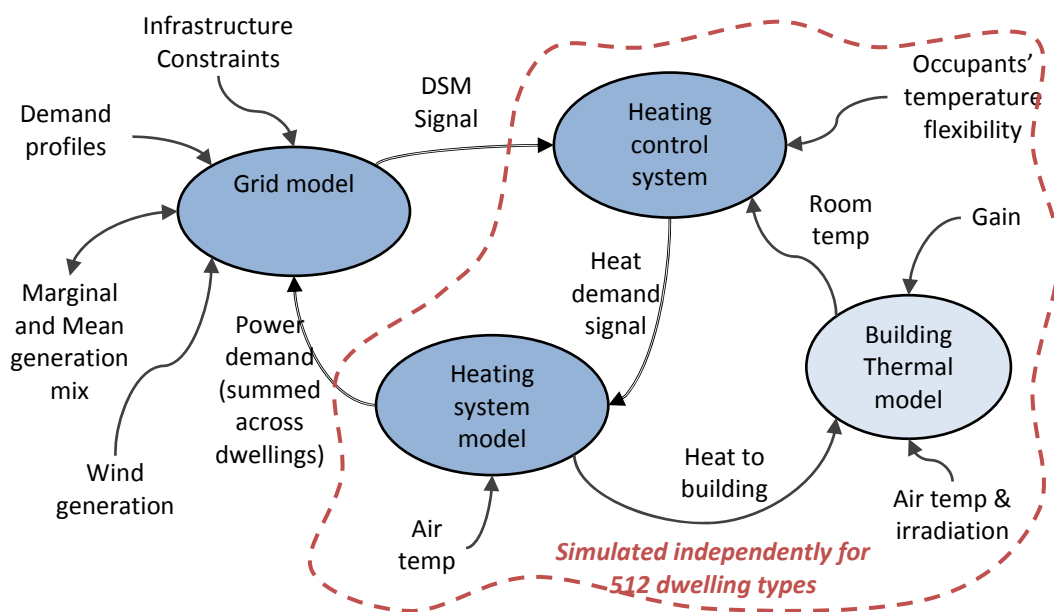 Infrastructure
Constraints
Demand
profiles
DSM
Signal
Occupants'
temperature
flexibility
Heating
control
system
Grid model
Room
temp
Gain
Heat
demand
signal
Marginal
and Mean
generation
mix
Power
demand
(summed
across
dwellings)
Building
Thermal
model
Heating
system
model
Wind
generation
Heat to
building
Air temp &
irradiation
Air
temp
Simulated independently for
512 dwelling types